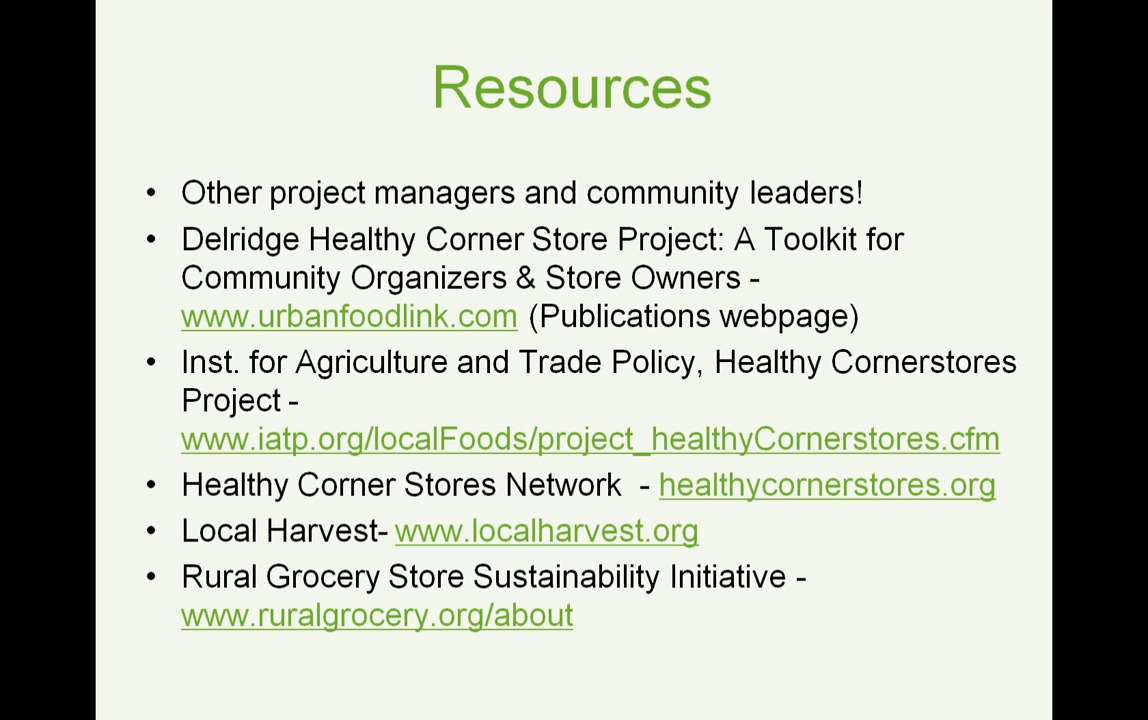 Resources
• Other project managers and community leaders!
• Delridge Healthy Corner Store Project: A Toolkit for
Community Organizers & Store Owners -
www.urbanfoodlink.com (Publications webpage)
• Inst. for Agriculture and Trade Policy, Healthy Cornerstores
Project -
www.iatp.org/localFoods/project_healthyCornerstores.cfm
• Healthy Corner Stores Network - healthycornerstores.org
• Local Harvest- www.localharvest.org
• Rural Grocery Store Sustainability Initiative -
www.ruralgrocery.org/about